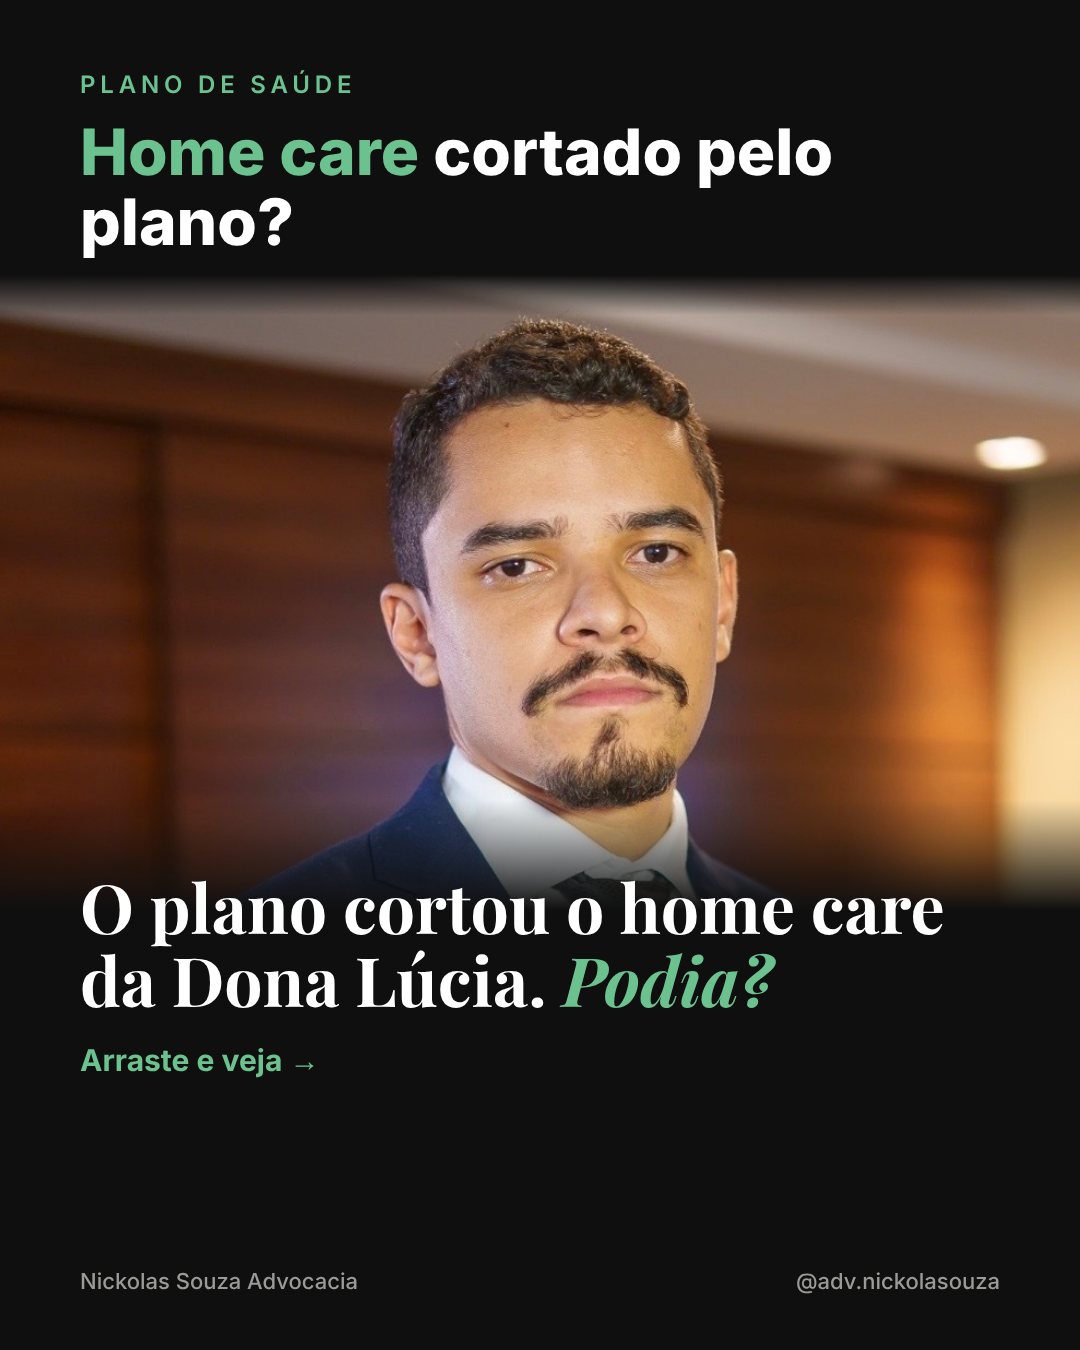 PLANO DE SAÚDE
Home care cortado pelo
plano?
O plano cortou o home care
da Dona Lúcia. Podia?
Arraste e veja →
Nickolas Souza Advocacia
@adv.nickolasouza